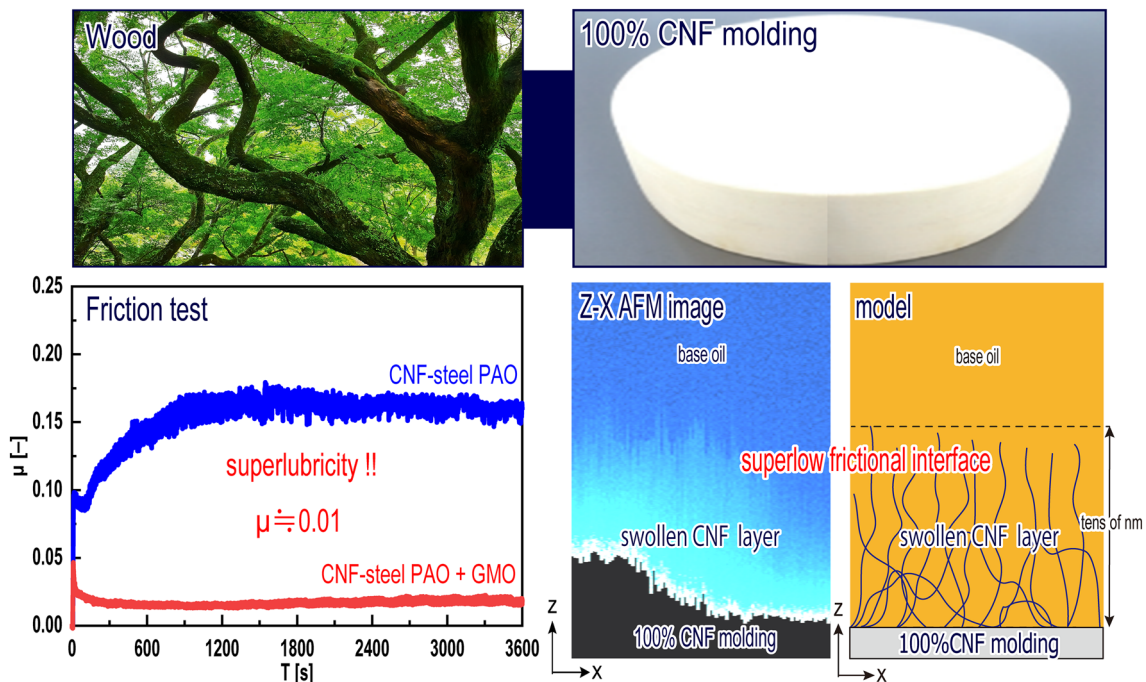 Wood
100% CNF molding
Friction test
0.25
0.20
0.15
0.10
0.05
0.00
μ [–]
CNF-steel PAO
superlubricity !!
μ≒0.01
CNF-steel PAO + GMO
0
600
1200
1800
2400
3000
3600
T [s]
Z-X AFM image
base oil
swollen CNF layer
100% CNF molding
Z
X
superlow frictional interface
model
base oil
tens of nm
swollen CNF layer
100%CNF molding
Z
X